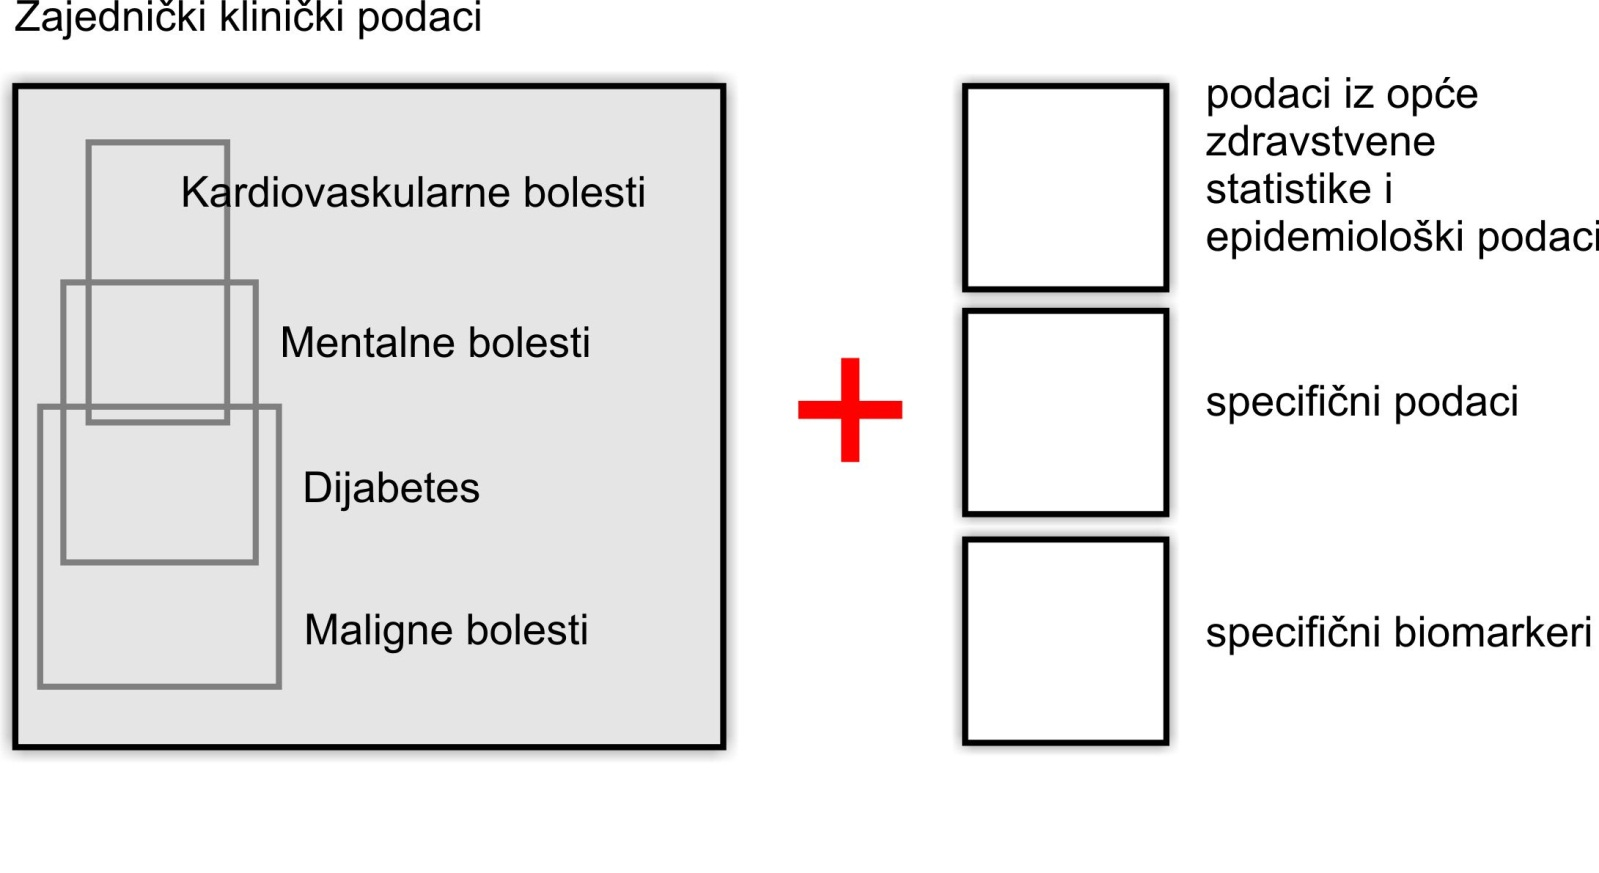 Zajednički klinički podaci
Kardiovaskularne bolesti
Mentalne bolesti
Dijabetes
Maligne bolesti
podaci iz opće
zdravstvene
statistike i
epidemiološki podaci
specifični podaci
specifični biomarkeri